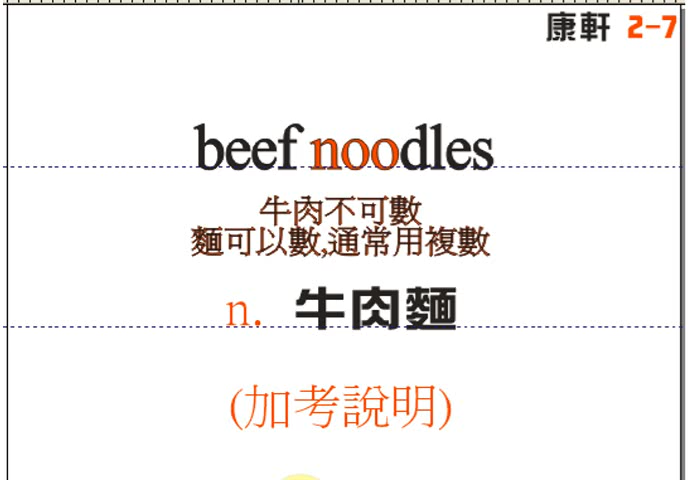 康軒 2-7
beef noodles
牛肉不可數
麵可以數,通常用複數
n. 牛肉麵
(加考說明)